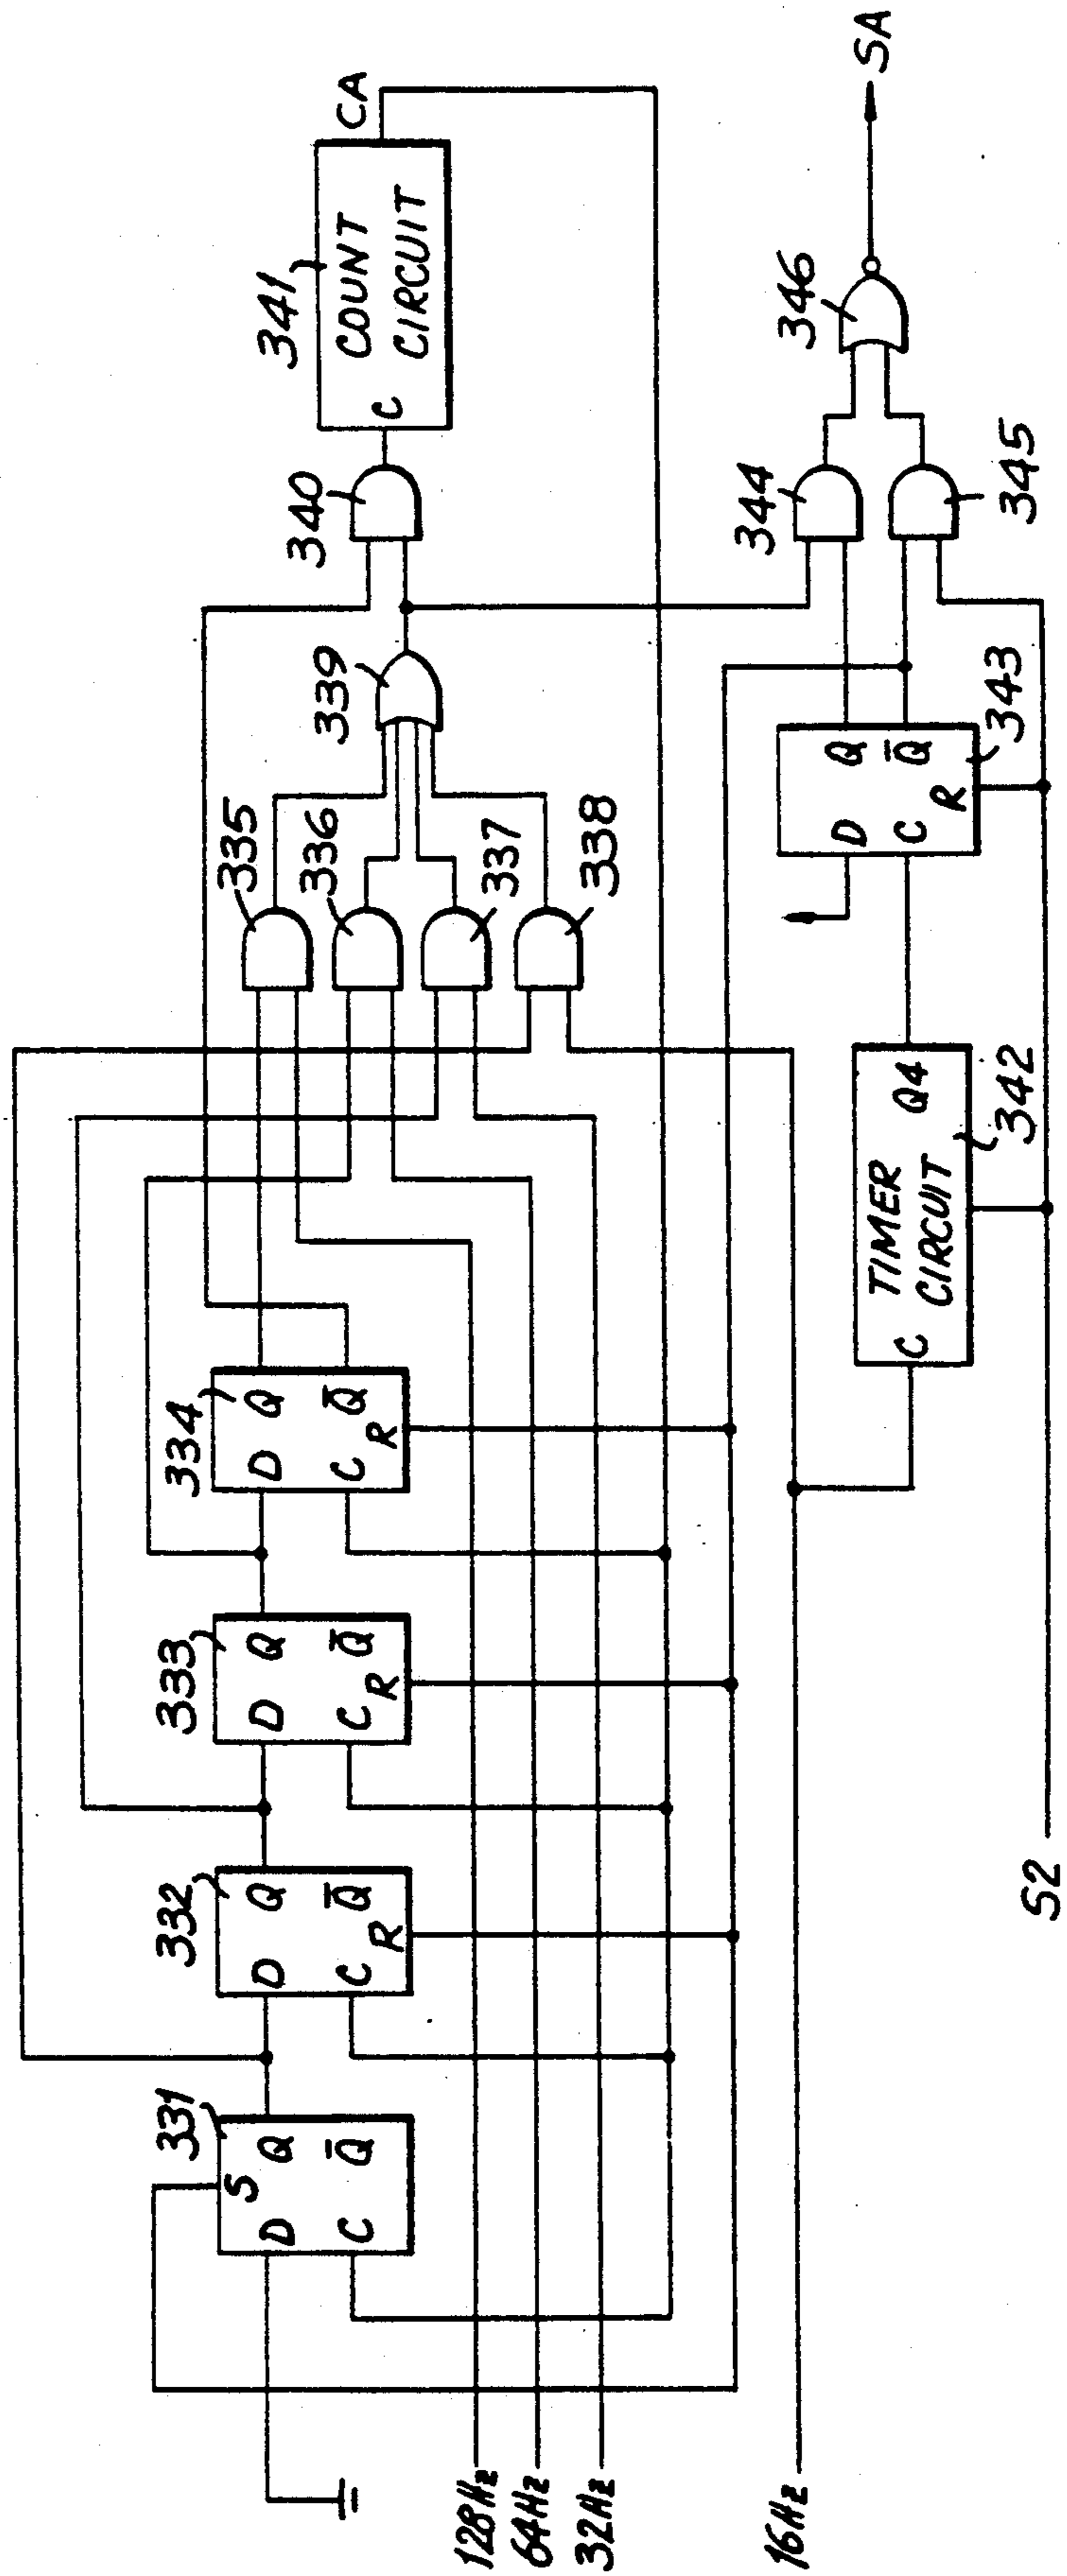 331
S
D Q
C Q̅
332
D Q
C Q̅
R
333
D Q
C Q̅
R
334
D Q
C Q̅
R
335
336
337
338
339
340
341
COUNT
CIRCUIT
C
CA
128Hz
64Hz
32Hz
16Hz
S2
TIMER
CIRCUIT
C Q4
342
D Q
C Q̅
R
343
344
345
346
SA